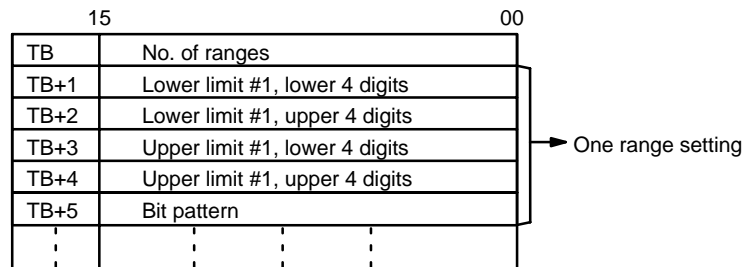 15 00
TB No. of ranges
TB+1 Lower limit #1, lower 4 digits
TB+2 Lower limit #1, upper 4 digits
TB+3 Upper limit #1, lower 4 digits
TB+4 Upper limit #1, upper 4 digits
TB+5 Bit pattern
One range setting